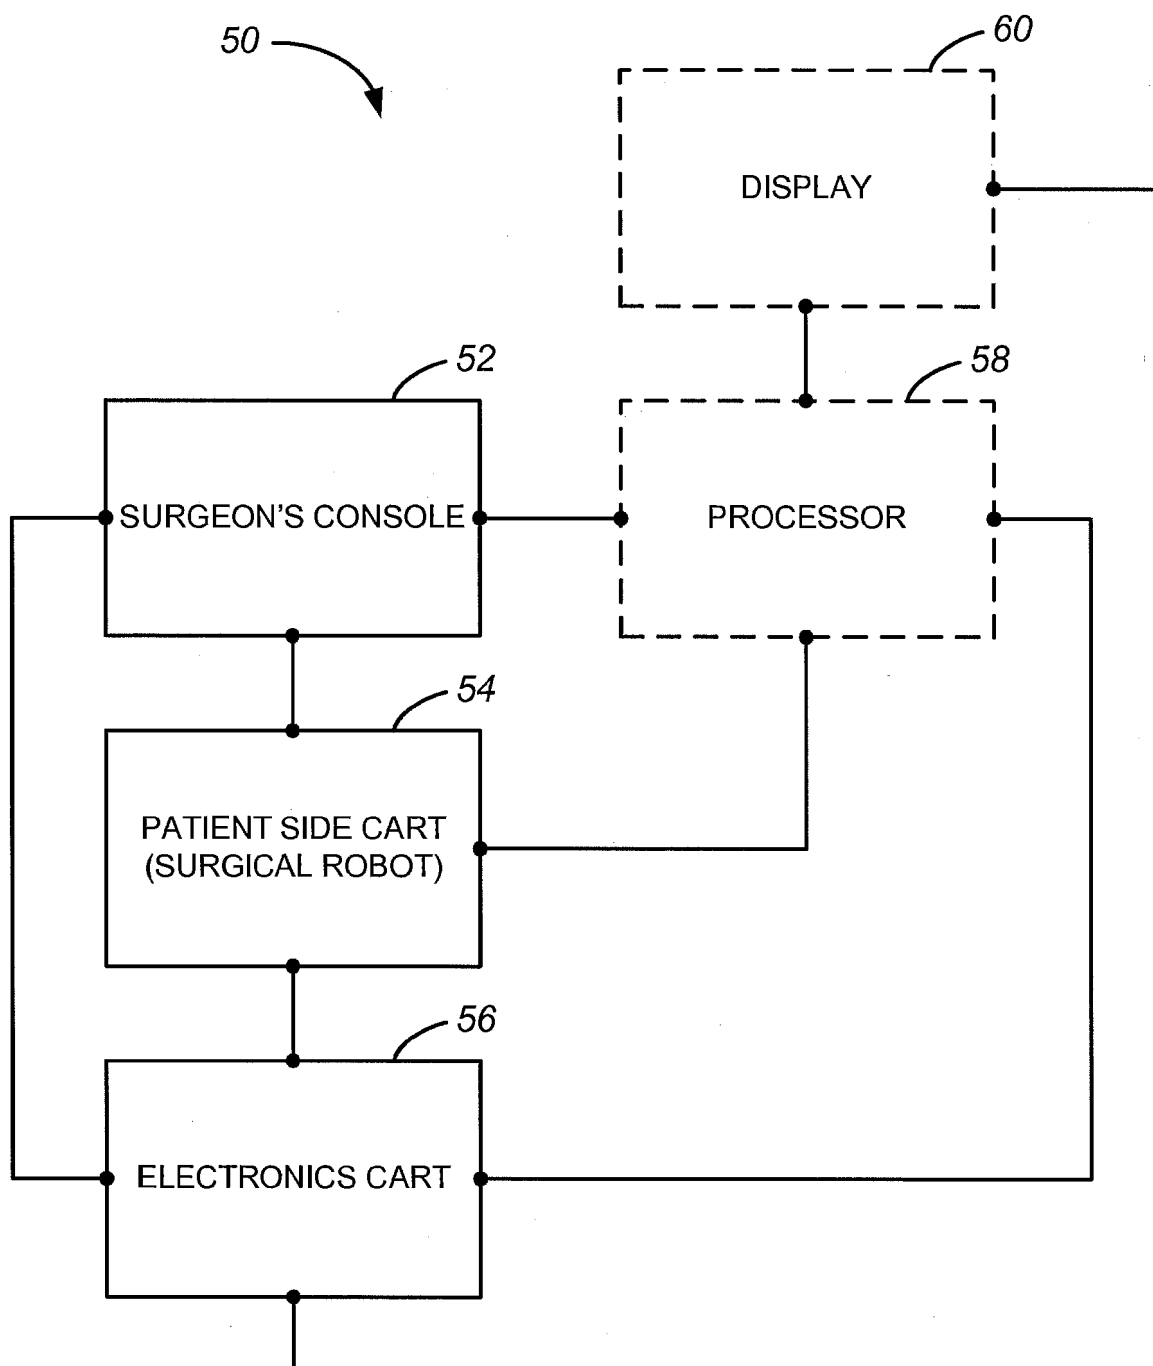 50
60
DISPLAY
52
58
SURGEON'S CONSOLE
PROCESSOR
54
PATIENT SIDE CART
(SURGICAL ROBOT)
56
ELECTRONICS CART